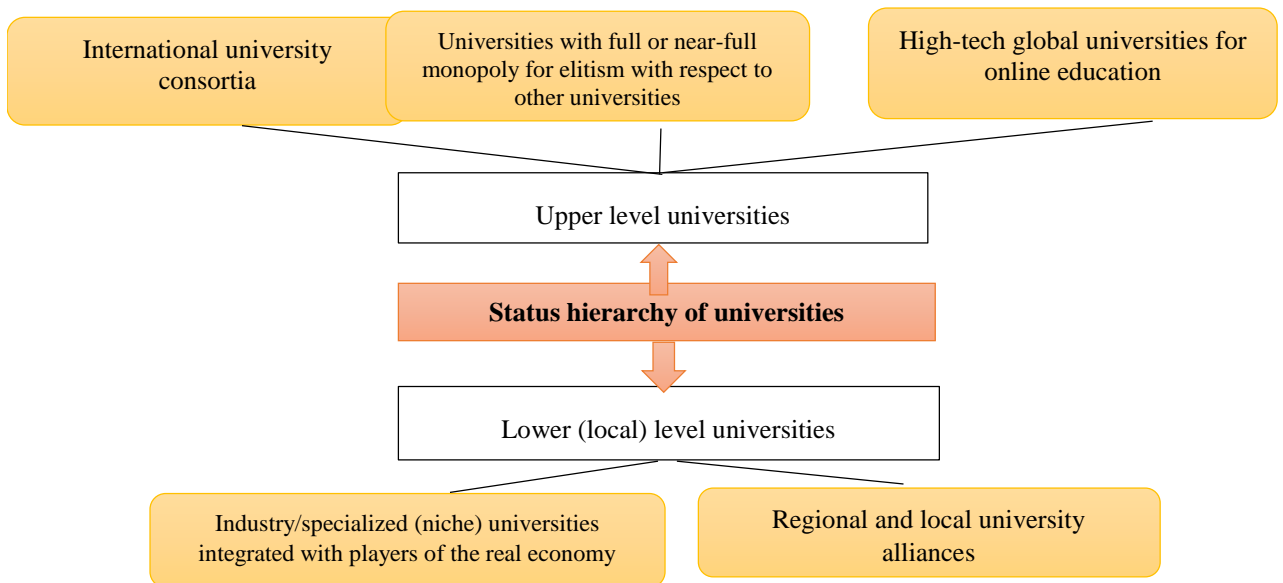 International university
consortia
Universities with full or near-full
monopoly for elitism with respect to
other universities
High-tech global universities for
online education
Upper level universities
Status hierarchy of universities
Lower (local) level universities
Industry/specialized (niche) universities
integrated with players of the real economy
Regional and local university
alliances